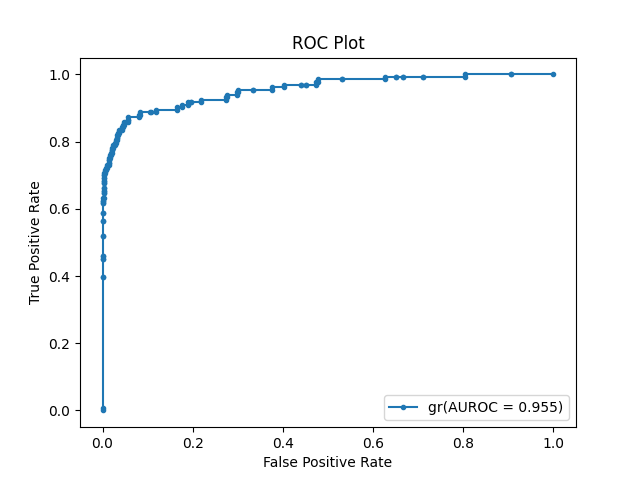 ROC Plot
True Positive Rate
1.0
0.8
0.6
0.4
0.2
0.0
gr(AUROC = 0.955)
0.0 0.2 0.4 0.6 0.8 1.0
False Positive Rate